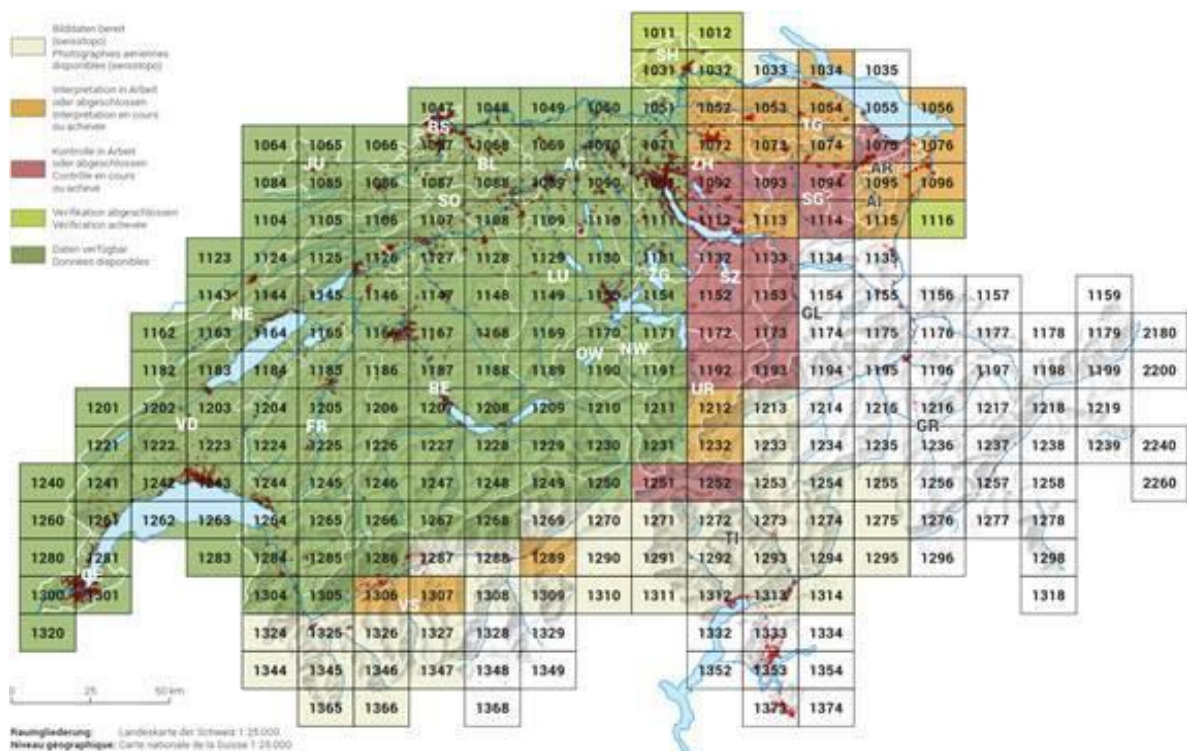 Bilddaten bereit
(swisstopo)
Photographies aériennes
disponibles (swisstopo)
Interpretation in Arbeit
oder abgeschlossen
Interprétation en cours
ou achevée
Kontrolle in Arbeit
oder abgeschlossen
Contrôle en cours
ou achevé
Verifikation abgeschlossen
Vérification achevée
Daten verfügbar
Données disponibles
1011 1012
SH
1031 1032 1033 1034 1035
1047 1048 1049 1050 1051 1052 1053 1054 1055 1056
BS TG
1064 1065 1066 1067 1068 1069 1070 1071 1072 1073 1074 1075 1076
JU BL AG ZH AR
1084 1085 1086 1087 1088 1089 1090 1091 1092 1093 1094 1095 1096
SO SG AI
1104 1105 1106 1107 1108 1109 1110 1111 1112 1113 1114 1115 1116
1123 1124 1125 1126 1127 1128 1129 1130 1131 1132 1133 1134 1135
LU ZG SZ
1143 1144 1145 1146 1147 1148 1149 1150 1154 1152 1153 1154 1155 1156 1157 1159
NE GL
1162 1163 1164 1165 1166 1167 1168 1169 1170 1171 1172 1173 1174 1175 1176 1177 1178 1179 2180
OW NW
1182 1183 1184 1185 1186 1187 1188 1189 1190 1191 1192 1193 1194 1195 1196 1197 1198 1199 2200
BE UR
1201 1202 1203 1204 1205 1206 1207 1208 1209 1210 1211 1212 1213 1214 1215 1216 1217 1218 1219
VD FR GR
1221 1222 1223 1224 1225 1226 1227 1228 1229 1230 1231 1232 1233 1234 1235 1236 1237 1238 1239 2240
1240 1241 1242 1243 1244 1245 1246 1247 1248 1249 1250 1251 1252 1253 1254 1255 1256 1257 1258 2260
1260 1261 1262 1263 1264 1265 1266 1267 1268 1269 1270 1271 1272 1273 1274 1275 1276 1277 1278
TI
1280 1281 1283 1284 1285 1286 1287 1288 1289 1290 1291 1292 1293 1294 1295 1296 1298
GE
1300 1301 1304 1305 1306 1307 1308 1309 1310 1311 1312 1313 1314 1318
VS
1320 1324 1325 1326 1327 1328 1329 1332 1333 1334
1344 1345 1346 1347 1348 1349 1352 1353 1354
1365 1366 1368 1373 1374
0 25 50 km
Raumgliederung: Landeskarte der Schweiz 1:25 000
Niveau géographique: Carte nationale de la Suisse 1:25 000